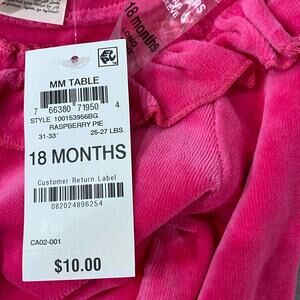 18 months
MM TABLE
7 66380 71950 4
STYLE 100153956BG
RASPBERRY PIE
31-33" 25-27 LBS.
18 MONTHS
Customer Return Label
082024896254
CA02-001
$10.00